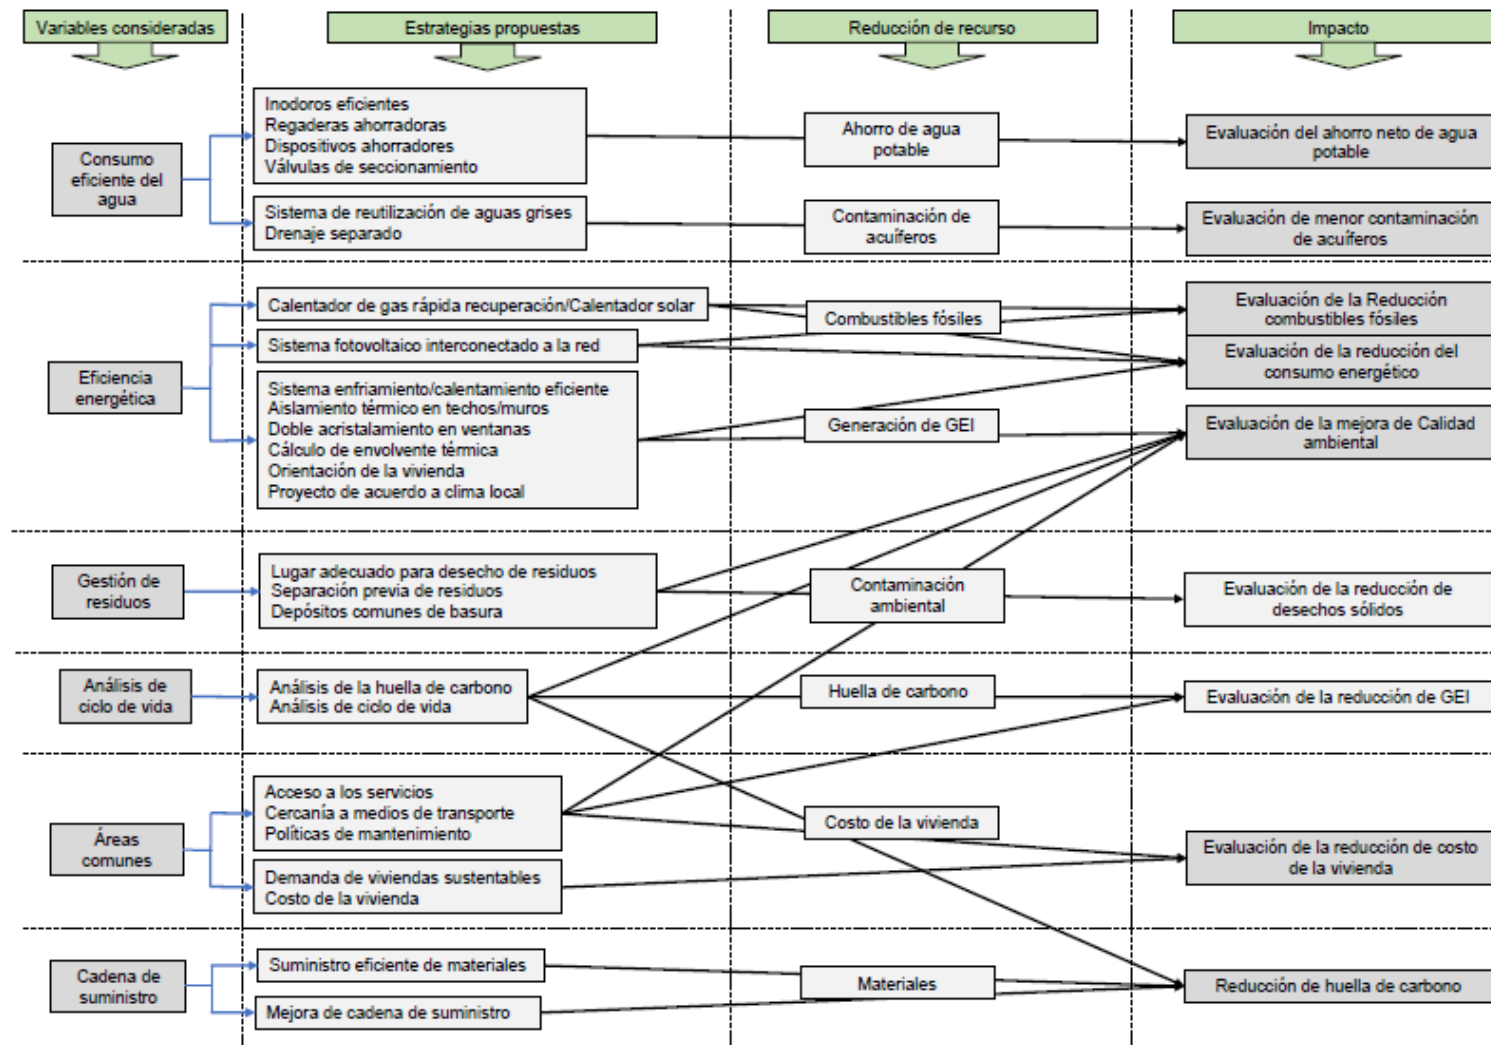 Variables consideradas
Estrategias propuestas
Reducción de recurso
Impacto
Consumo
eficiente del
agua
Inodoros eficientes
Regaderas ahorradoras
Dispositivos ahorradores
Válvulas de seccionamiento
Ahorro de agua
potable
Evaluación del ahorro neto de agua
potable
Sistema de reutilización de aguas grises
Drenaje separado
Contaminación de
acuíferos
Evaluación de menor contaminación
de acuíferos
Eficiencia
energética
Calentador de gas rápida recuperación/Calentador solar
Sistema fotovoltaico interconectado a la red
Sistema enfriamiento/calentamiento eficiente
Aislamiento térmico en techos/muros
Doble acristalamiento en ventanas
Cálculo de envolvente térmica
Orientación de la vivienda
Proyecto de acuerdo a clima local
Combustibles fósiles
Generación de GEI
Evaluación de la Reducción
combustibles fósiles
Evaluación de la reducción del
consumo energético
Evaluación de la mejora de Calidad
ambiental
Gestión de
residuos
Lugar adecuado para desecho de residuos
Separación previa de residuos
Depósitos comunes de basura
Contaminación
ambiental
Evaluación de la reducción de
desechos sólidos
Análisis de
ciclo de vida
Análisis de la huella de carbono
Análisis de ciclo de vida
Huella de carbono
Evaluación de la reducción de GEI
Áreas
comunes
Acceso a los servicios
Cercanía a medios de transporte
Políticas de mantenimiento
Demanda de viviendas sustentables
Costo de la vivienda
Costo de la vivienda
Evaluación de la reducción de costo
de la vivienda
Cadena de
suministro
Suministro eficiente de materiales
Mejora de cadena de suministro
Materiales
Reducción de huella de carbono